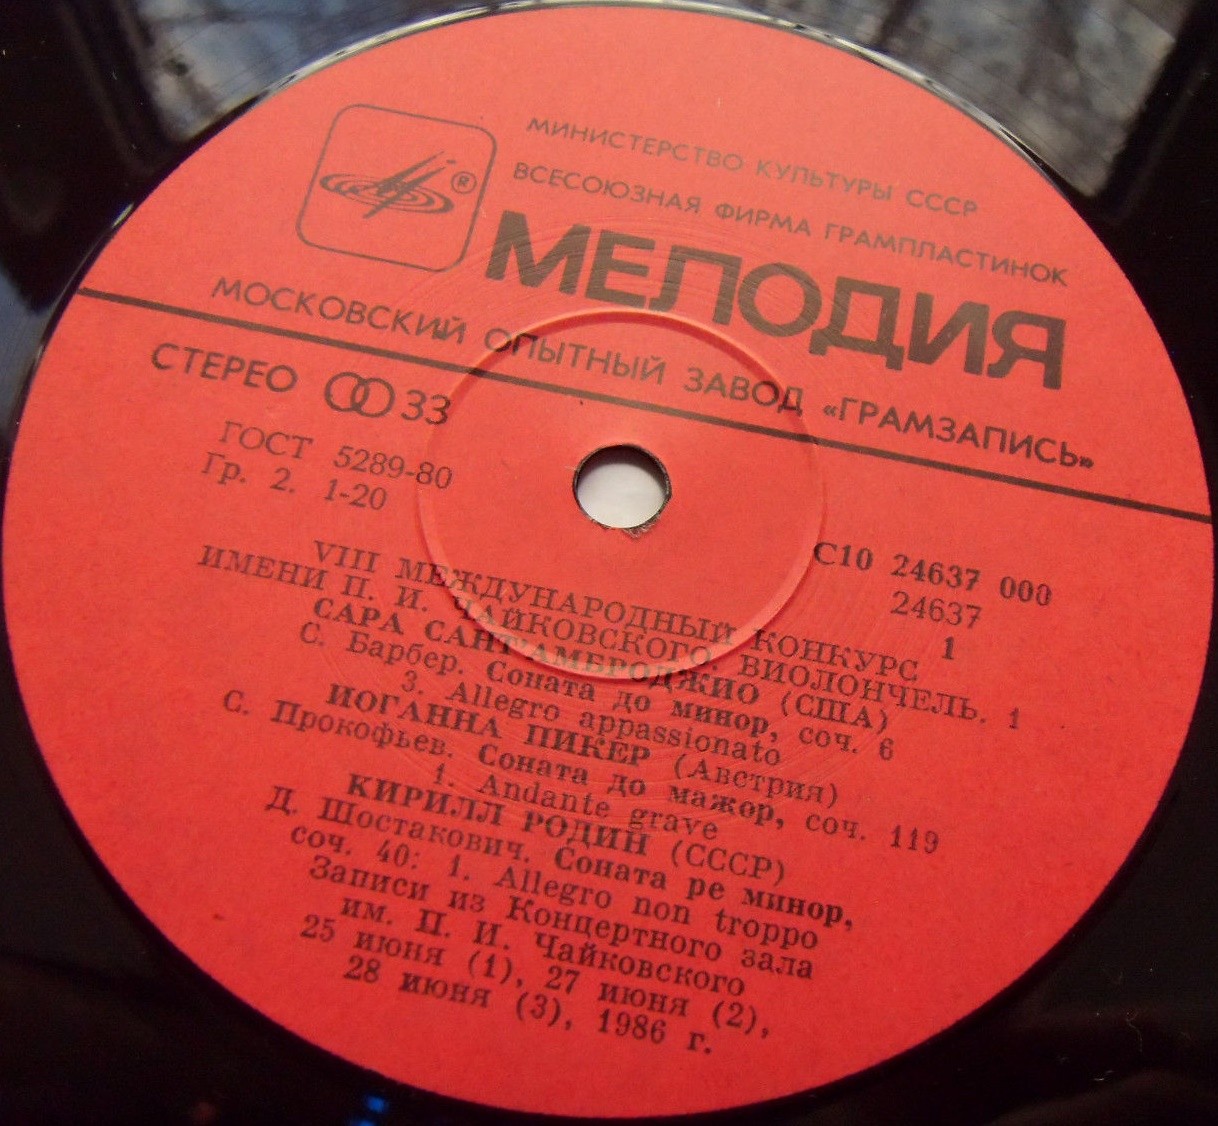 МИНИСТЕРСТВО КУЛЬТУРЫ СССР
ВСЕСОЮЗНАЯ ФИРМА ГРАМПЛАСТИНОК
®
МЕЛОДИЯ
МОСКОВСКИЙ ОПЫТНЫЙ ЗАВОД «ГРАМЗАПИСЬ»
СТЕРЕО 33
ГОСТ 5289-80
Гр. 2. 1-20
С10 24637 000
24637
1
VIII МЕЖДУНАРОДНЫЙ КОНКУРС
ИМЕНИ П. И. ЧАЙКОВСКОГО. ВИОЛОНЧЕЛЬ. 1
САРА САНТ'АМБРОДЖИО (США)
С. Барбер. Соната до минор, соч. 6
3. Allegro appassionato
ИОГАННА ПИКЕР (Австрия)
С. Прокофьев. Соната до мажор, соч. 119
1. Andante grave
КИРИЛЛ РОДИН (СССР)
Д. Шостакович. Соната ре минор,
соч. 40: 1. Allegro non troppo
Записи из Концертного зала
им. П. И. Чайковского
25 июня (1), 27 июня (2),
28 июня (3), 1986 г.